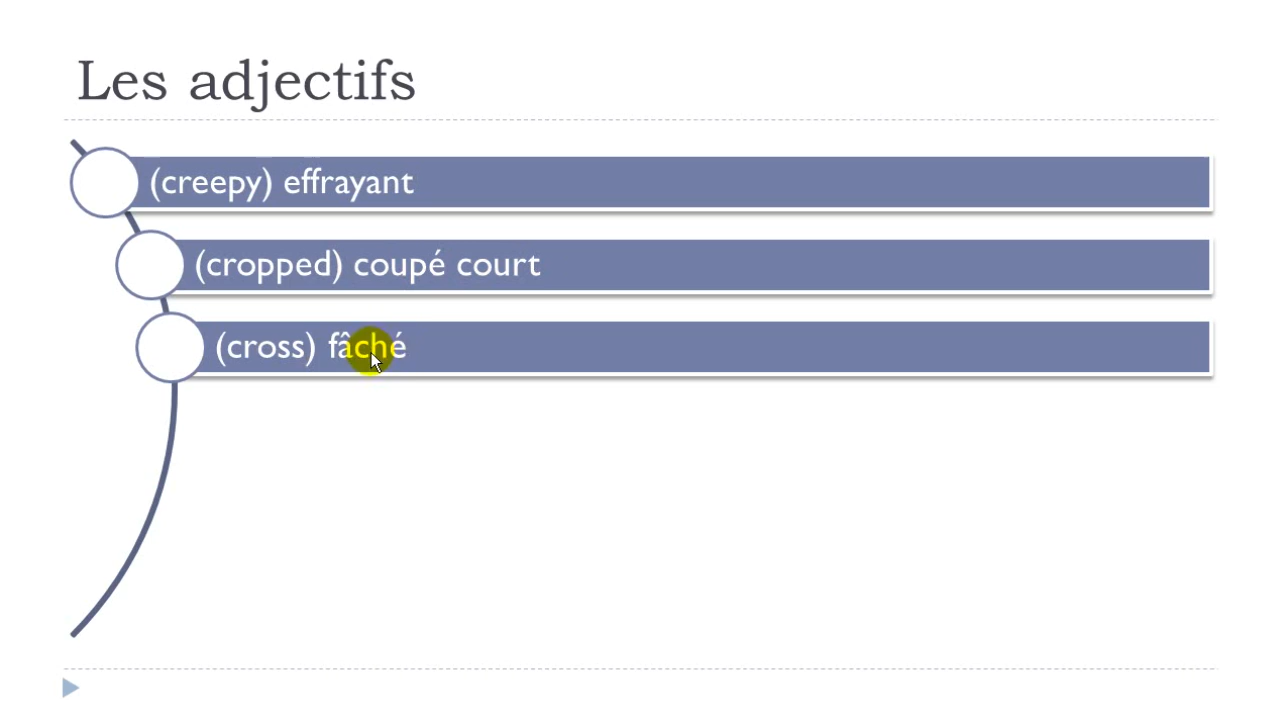 Les adjectifs
(creepy) effrayant
(cropped) coupé court
(cross) fâché